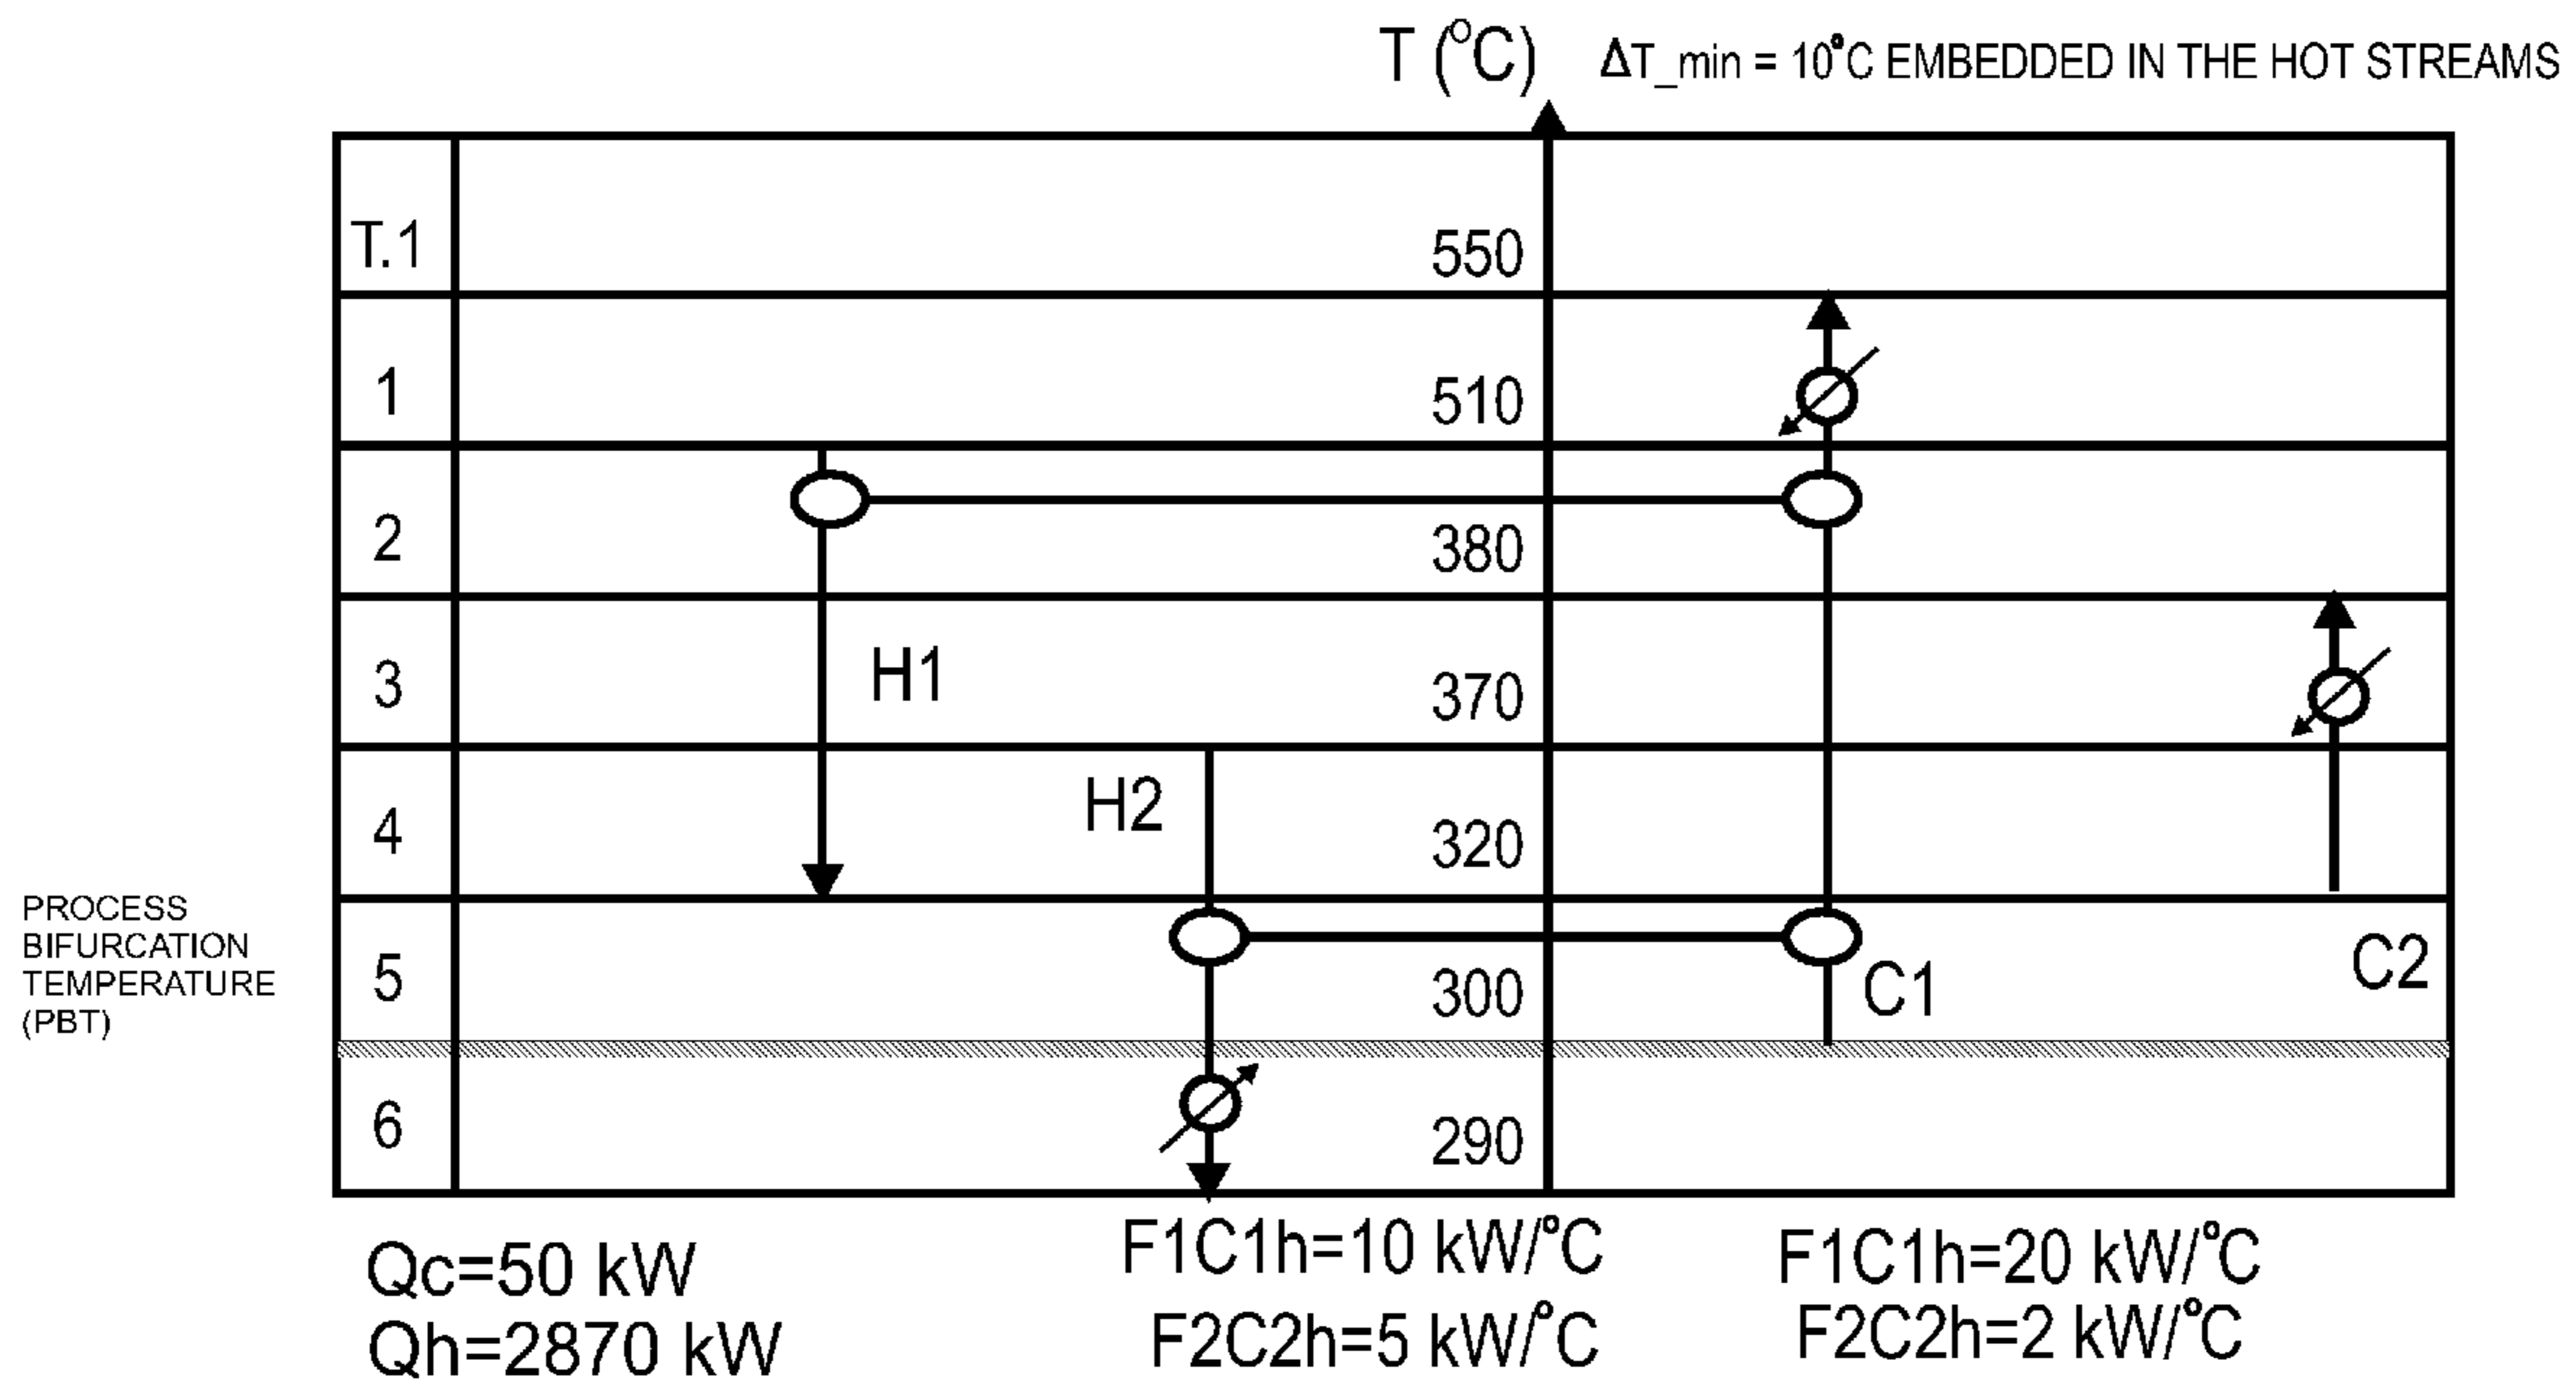 T (°C)
ΔT_min = 10°C EMBEDDED IN THE HOT STREAMS
T.1
550
1
510
2
380
3
H1
370
4
H2
320
PROCESS
BIFURCATION
TEMPERATURE
(PBT)
5
300
C1
C2
6
290
Qc=50 kW
Qh=2870 kW
F1C1h=10 kW/°C
F2C2h=5 kW/°C
F1C1h=20 kW/°C
F2C2h=2 kW/°C